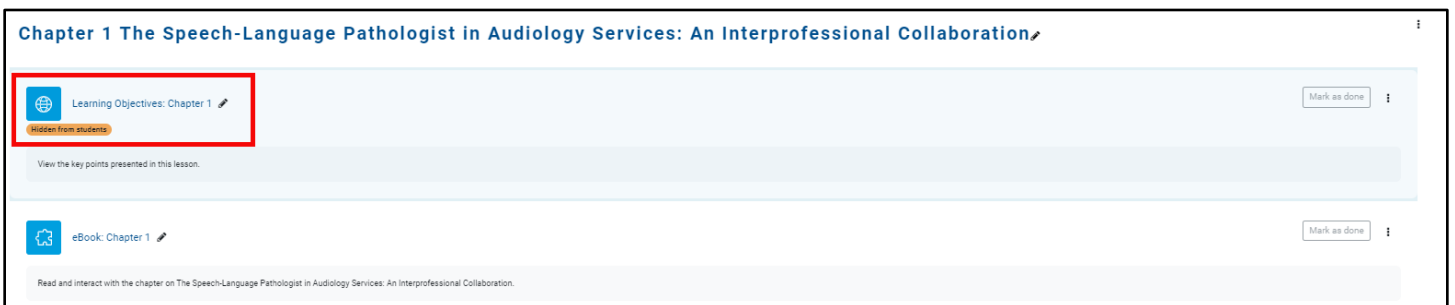 Chapter 1 The Speech-Language Pathologist in Audiology Services: An Interprofessional Collaboration
Learning Objectives: Chapter 1
Mark as done
Hidden from students
View the key points presented in this lesson.
eBook: Chapter 1
Mark as done
Read and interact with the chapter on The Speech-Language Pathologist in Audiology Services: An Interprofessional Collaboration.